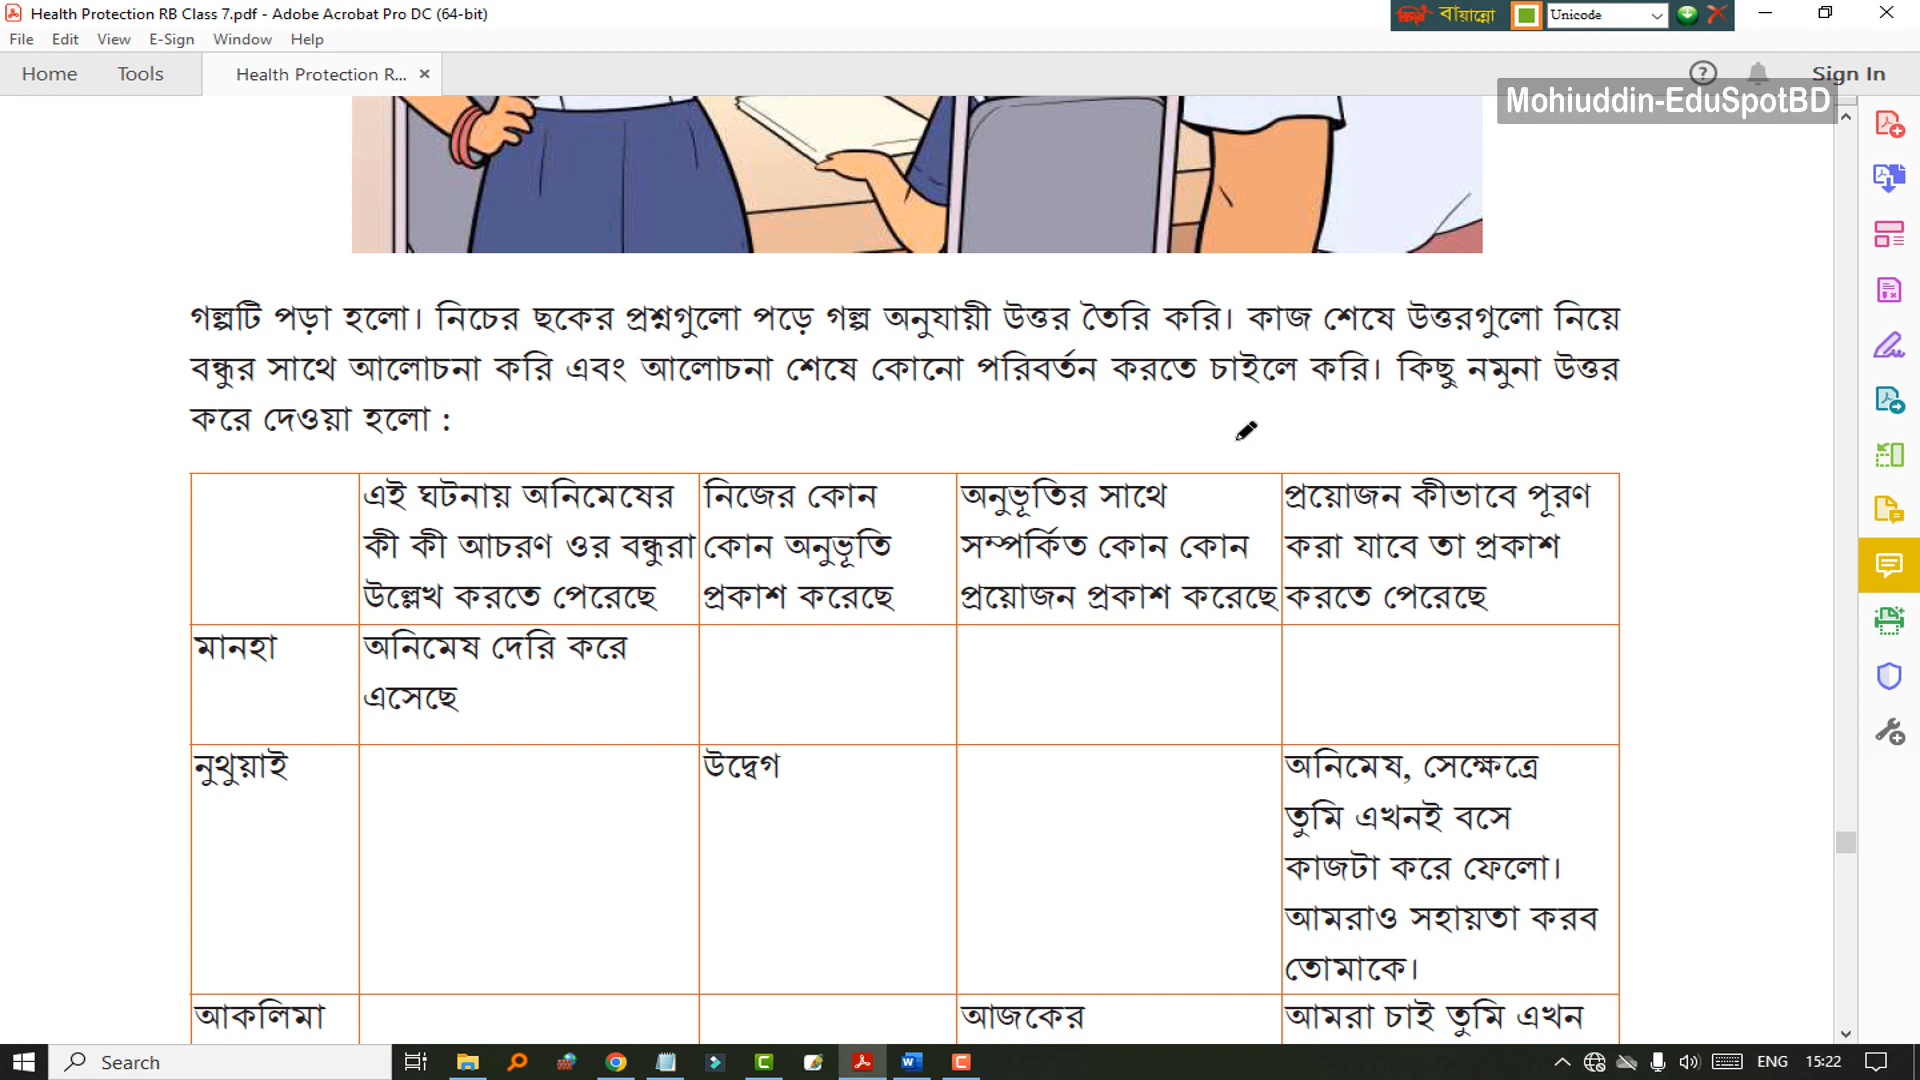 Health Protection RB Class 7.pdf - Adobe Acrobat Pro DC (64-bit)
বায়ান্নো
Unicode
File Edit View E-Sign Window Help
Home Tools Health Protection R... Sign In
Mohiuddin-EduSpotBD
গল্পটি পড়া হলো। নিচের ছকের প্রশ্নগুলো পড়ে গল্প অনুযায়ী উত্তর তৈরি করি। কাজ শেষে উত্তরগুলো নিয়ে
বন্ধুর সাথে আলোচনা করি এবং আলোচনা শেষে কোনো পরিবর্তন করতে চাইলে করি। কিছু নমুনা উত্তর
করে দেওয়া হলো :
এই ঘটনায় অনিমেষের নিজের কোন অনুভূতির সাথে প্রয়োজন কীভাবে পূরণ
কী কী আচরণ ওর বন্ধুরা কোন অনুভূতি সম্পর্কিত কোন কোন করা যাবে তা প্রকাশ
উল্লেখ করতে পেরেছে প্রকাশ করেছে প্রয়োজন প্রকাশ করেছে করতে পেরেছে
মানহা অনিমেষ দেরি করে
এসেছে
নুথুয়াই উদ্বেগ অনিমেষ, সেক্ষেত্রে
তুমি এখনই বসে
কাজটা করে ফেলো।
আমরাও সহায়তা করব
তোমাকে।
আকলিমা আজকের আমরা চাই তুমি এখন
Search ENG 15:22